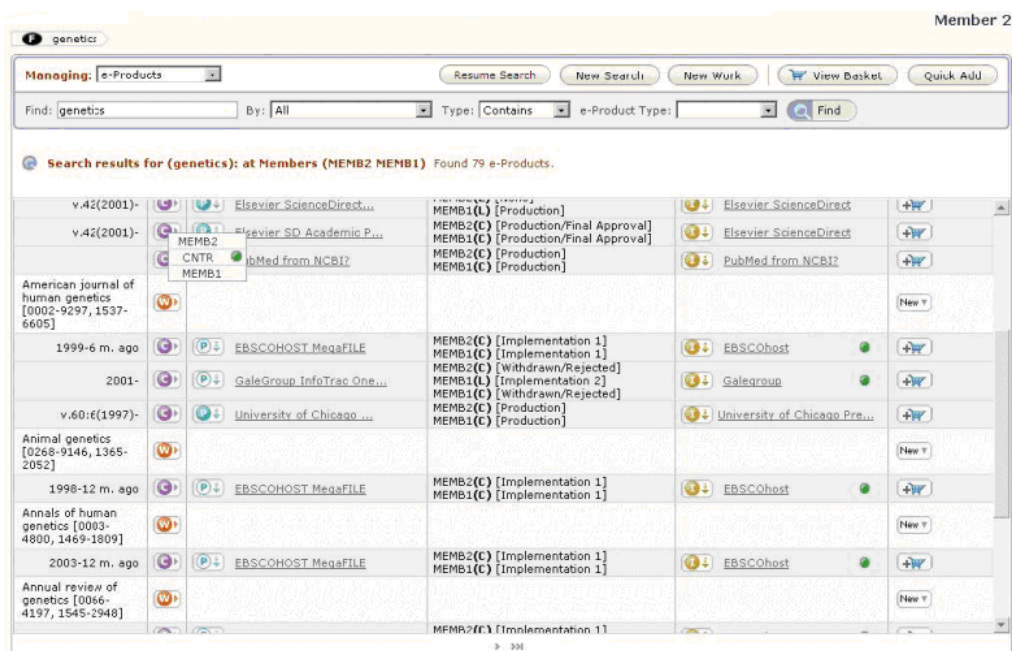 Member 2
F genetics
Managing: e-Products Resume Search New Search New Work View Basket Quick Add
Find: genetics By: All Type: Contains e-Product Type: Find
Search results for (genetics): at Members (MEMB2 MEMB1) Found 79 e-Products.
v.42(2001)- G P Elsevier ScienceDirect... MEMB2(L) [None] I Elsevier ScienceDirect
MEMB1(L) [Production]
v.42(2001)- G P Elsevier SD Academic P... MEMB2(C) [Production/Final Approval] I Elsevier ScienceDirect
MEMB1(L) [Production/Final Approval]
MEMB2
CNTR
MEMB1
G PubMed from NCBI? MEMB2(C) [Production] I PubMed from NCBI?
MEMB1(C) [Production]
American journal of
human genetics
[0002-9297, 1537-
6605]
W New
1999-6 m. ago G P EBSCOHOST MegaFILE MEMB2(C) [Implementation 1] I EBSCOhost
MEMB1(C) [Implementation 1]
2001- G P GaleGroup InfoTrac One... MEMB2(C) [Withdrawn/Rejected] I Galegroup
MEMB1(L) [Implementation 2]
MEMB1(C) [Withdrawn/Rejected]
v.60:6(1997)- G P University of Chicago ... MEMB2(C) [Production] I University of Chicago Pre...
MEMB1(C) [Production]
Animal genetics
[0268-9146, 1365-
2052]
W New
1998-12 m. ago G P EBSCOHOST MegaFILE MEMB2(C) [Implementation 1] I EBSCOhost
MEMB1(C) [Implementation 1]
Annals of human
genetics [0003-
4800, 1469-1809]
W New
2003-12 m. ago G P EBSCOHOST MegaFILE MEMB2(C) [Implementation 1] I EBSCOhost
MEMB1(C) [Implementation 1]
Annual review of
genetics [0066-
4197, 1545-2948]
W New
MEMB2(C) [Implementation 1]